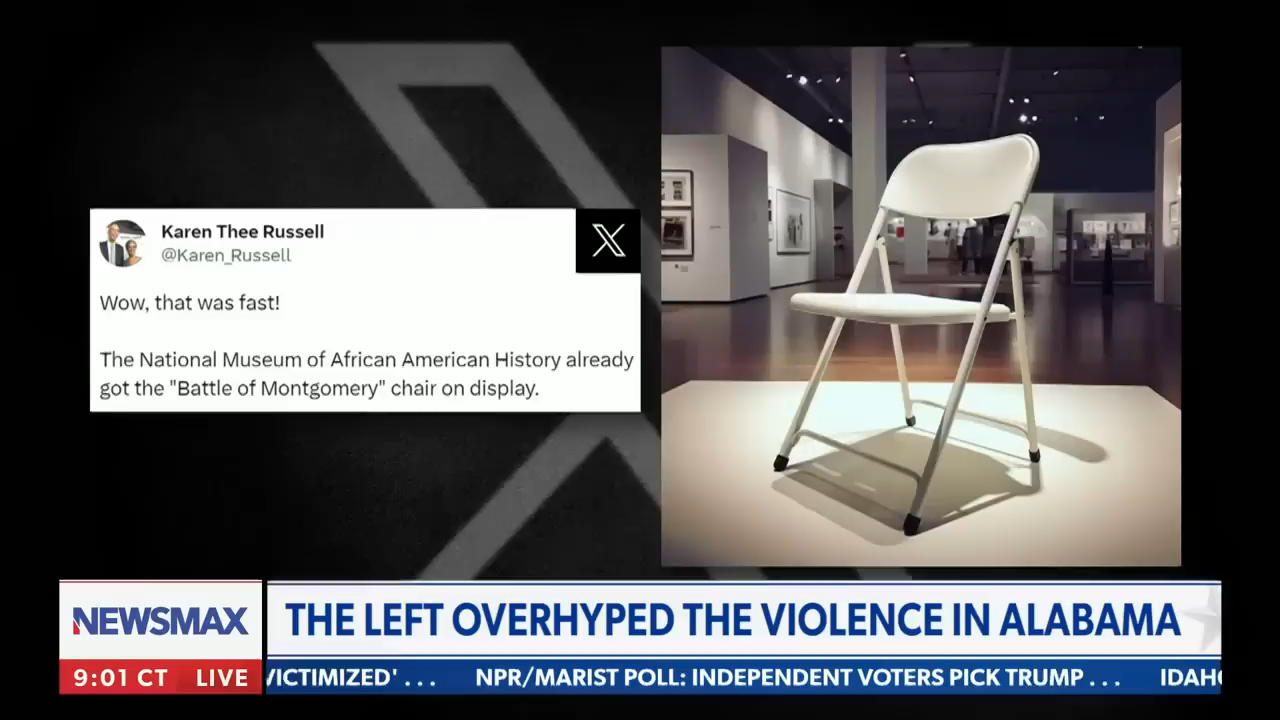 Karen Thee Russell
@Karen_Russell
Wow, that was fast!
The National Museum of African American History already
got the "Battle of Montgomery" chair on display.
NEWSMAX
THE LEFT OVERHYPED THE VIOLENCE IN ALABAMA
9:01 CT LIVE
VICTIMIZED' . . . NPR/MARIST POLL: INDEPENDENT VOTERS PICK TRUMP . . .